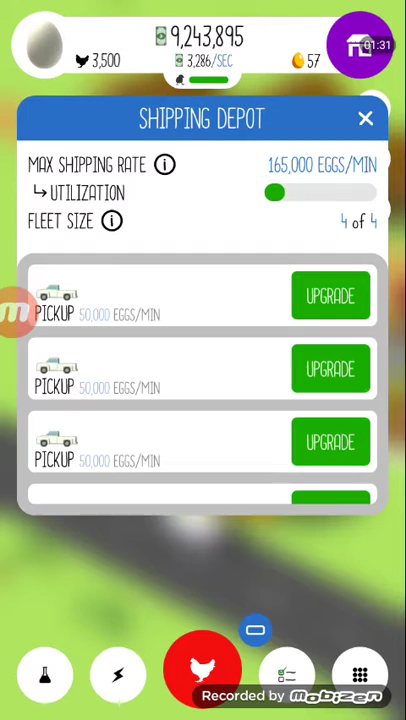 9,243,895
3,500
3,286/SEC
57
01:31
SHIPPING DEPOT
MAX SHIPPING RATE i 165,000 EGGS/MIN
UTILIZATION
FLEET SIZE i 4 of 4
UPGRADE
PICKUP 50,000 EGGS/MIN
UPGRADE
PICKUP 50,000 EGGS/MIN
UPGRADE
PICKUP 50,000 EGGS/MIN
Recorded by mobizen